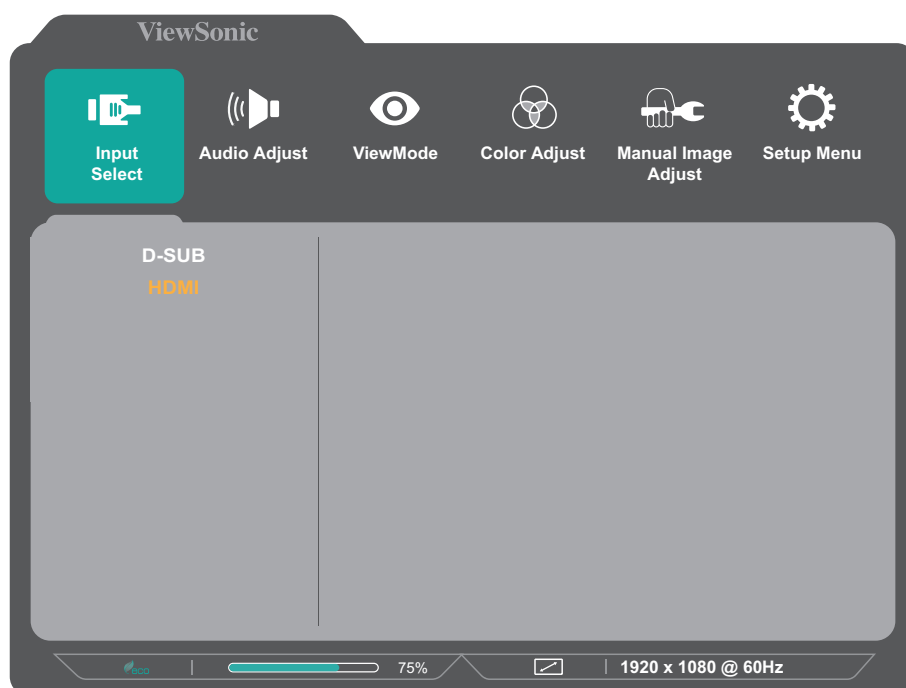 ViewSonic
Input
Select
Audio Adjust
ViewMode
Color Adjust
Manual Image
Adjust
Setup Menu
D-SUB
HDMI
eco
75%
1920 x 1080 @ 60Hz